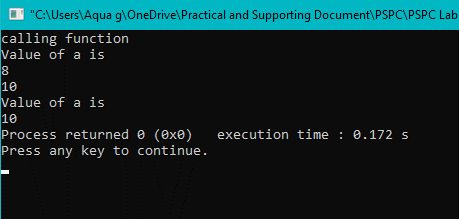 "C:\Users\Aqua g\OneDrive\Practical and Supporting Document\PSPC\PSPC Lab
calling function
Value of a is
8
10
Value of a is
10
Process returned 0 (0x0)   execution time : 0.172 s
Press any key to continue.